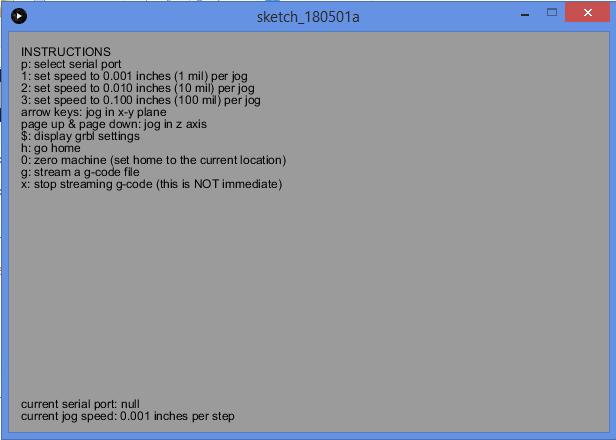 sketch_180501a
INSTRUCTIONS
p: select serial port
1: set speed to 0.001 inches (1 mil) per jog
2: set speed to 0.010 inches (10 mil) per jog
3: set speed to 0.100 inches (100 mil) per jog
arrow keys: jog in x-y plane
page up & page down: jog in z axis
$: display grbl settings
h: go home
0: zero machine (set home to the current location)
g: stream a g-code file
x: stop streaming g-code (this is NOT immediate)
current serial port: null
current jog speed: 0.001 inches per step